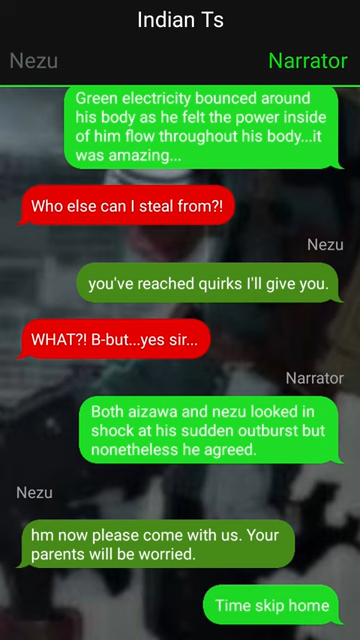 Indian Ts
Nezu
Narrator
Green electricity bounced around
his body as he felt the power inside
of him flow throughout his body...it
was amazing...
Who else can I steal from?!
Nezu
you've reached quirks I'll give you.
WHAT?! B-but...yes sir...
Narrator
Both aizawa and nezu looked in
shock at his sudden outburst but
nonetheless he agreed.
Nezu
hm now please come with us. Your
parents will be worried.
Time skip home